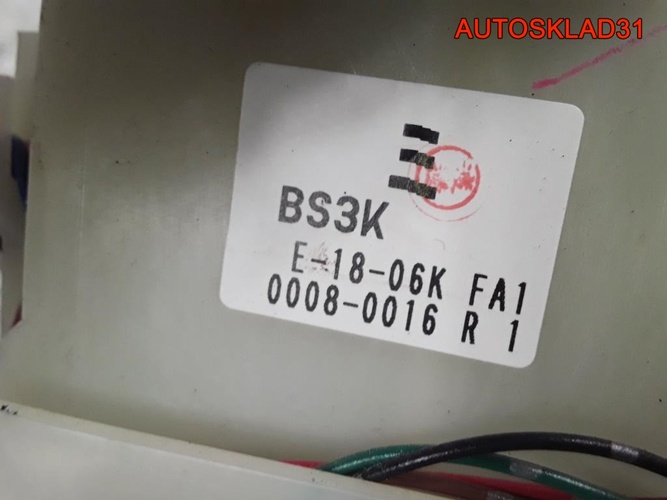 AUTOSKLAD31
BS3K
E-18-06K FA1
0008-0016 R 1